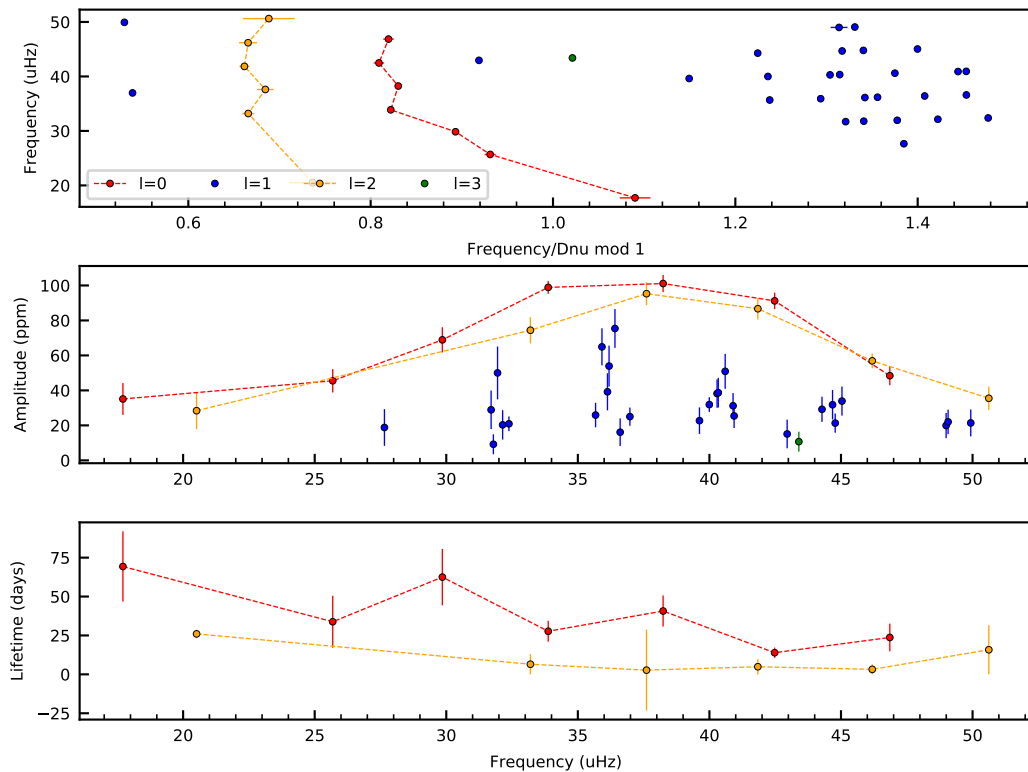 50
40
30
20
Frequency (uHz)
l=0 l=1 l=2 l=3
0.6 0.8 1.0 1.2 1.4
Frequency/Dnu mod 1
100
80
60
40
20
0
Amplitude (ppm)
20 25 30 35 40 45 50
75
50
25
0
−25
Lifetime (days)
20 25 30 35 40 45 50
Frequency (uHz)